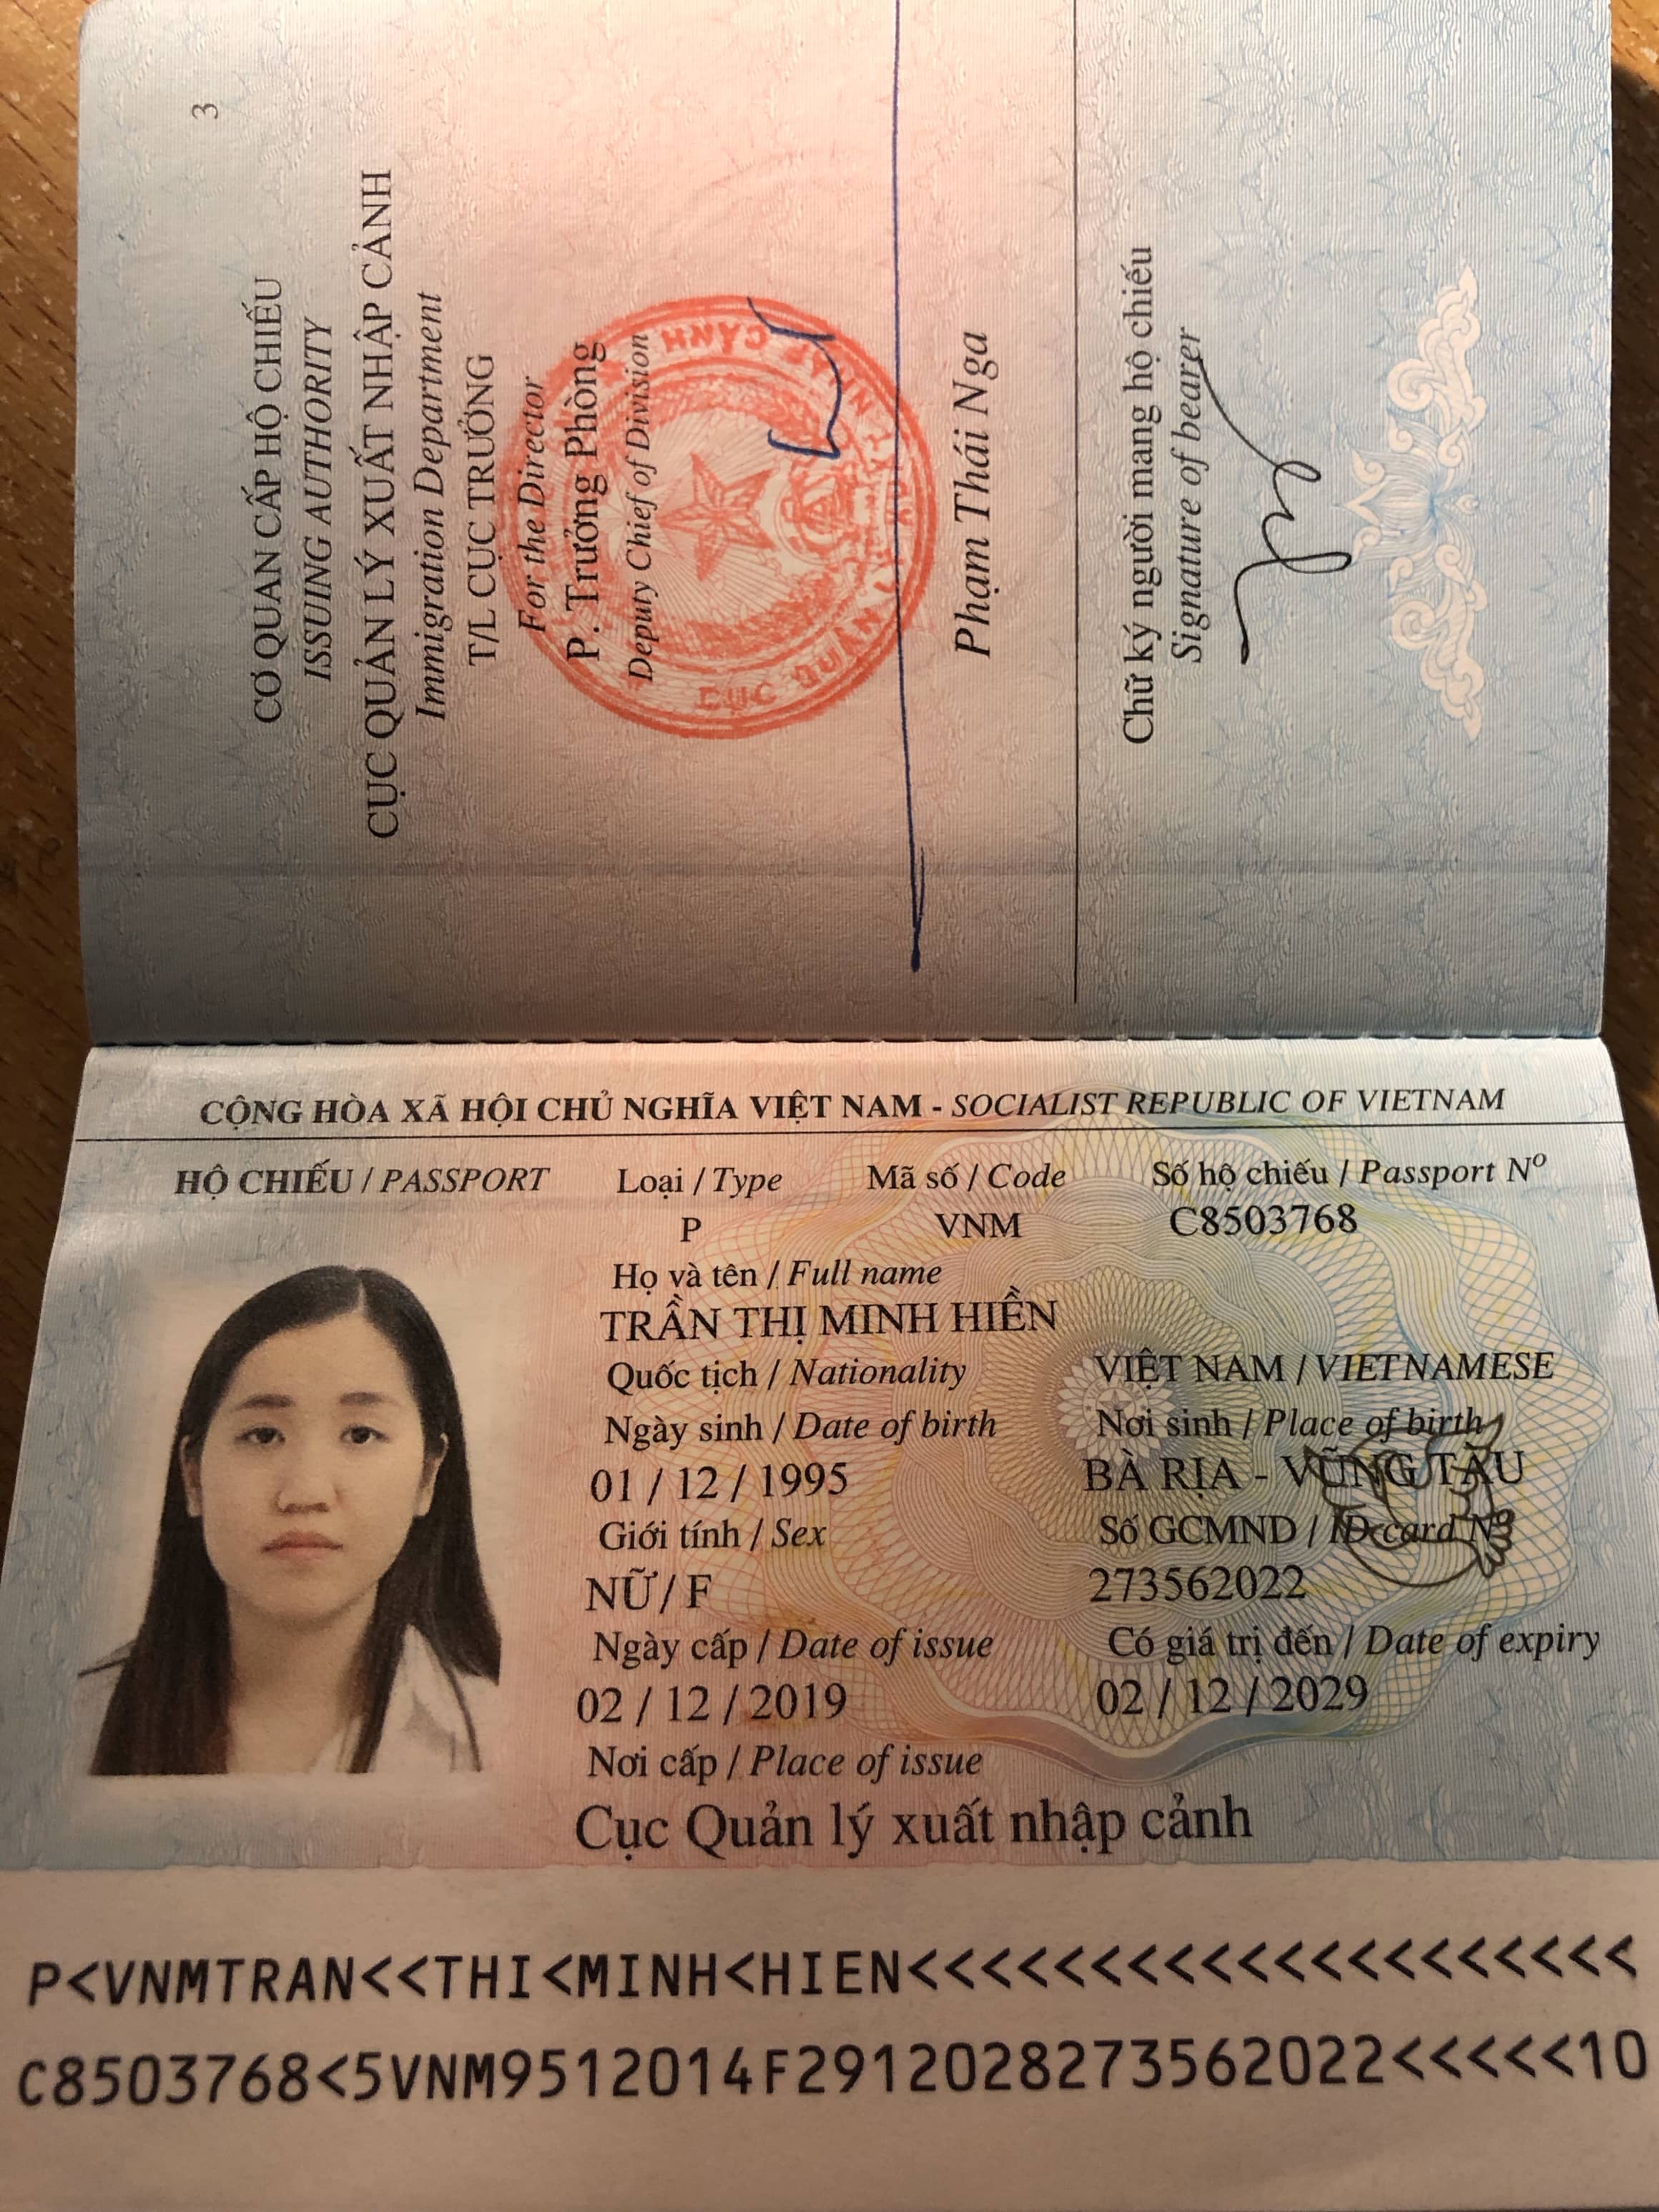 3
CƠ QUAN CẤP HỘ CHIẾU
ISSUING AUTHORITY
CỤC QUẢN LÝ XUẤT NHẬP CẢNH
Immigration Department
T/L CỤC TRƯỞNG
For the Director
P. Trưởng Phòng
Deputy Chief of Division
Phạm Thái Nga
Chữ ký người mang hộ chiếu
Signature of bearer
CỘNG HÒA XÃ HỘI CHỦ NGHĨA VIỆT NAM - SOCIALIST REPUBLIC OF VIETNAM
HỘ CHIẾU / PASSPORT Loại / Type Mã số / Code Số hộ chiếu / Passport Nº
P VNM C8503768
Họ và tên / Full name
TRẦN THỊ MINH HIỀN
Quốc tịch / Nationality VIỆT NAM / VIETNAMESE
Ngày sinh / Date of birth Nơi sinh / Place of birth
01 / 12 / 1995 BÀ RỊA - VŨNG TÀU
Giới tính / Sex Số GCMND / ID card Nº
NỮ / F 273562022
Ngày cấp / Date of issue Có giá trị đến / Date of expiry
02 / 12 / 2019 02 / 12 / 2029
Nơi cấp / Place of issue
Cục Quản lý xuất nhập cảnh
P<VNMTRAN<<THI<MINH<HIEN<<<<<<<<<<<<<<<<<<<<
C8503768<5VNM9512014F2912028273562022<<<<<10